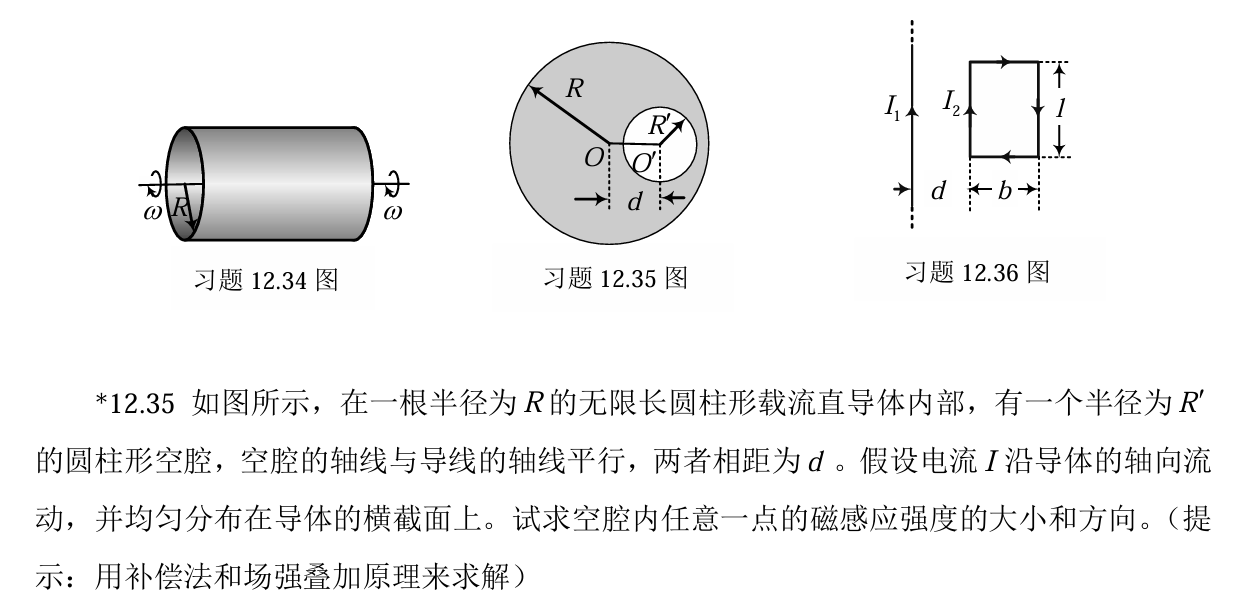 R
ω
ω
习题 12.34 图
R
R′
O
O′
d
习题 12.35 图
I₁
I₂
l
d
b
习题 12.36 图
*12.35 如图所示，在一根半径为 R 的无限长圆柱形载流直导体内部，有一个半径为 R′
的圆柱形空腔，空腔的轴线与导线的轴线平行，两者相距为 d 。假设电流 I 沿导体的轴向流
动，并均匀分布在导体的横截面上。试求空腔内任意一点的磁感应强度的大小和方向。（提
示：用补偿法和场强叠加原理来求解）